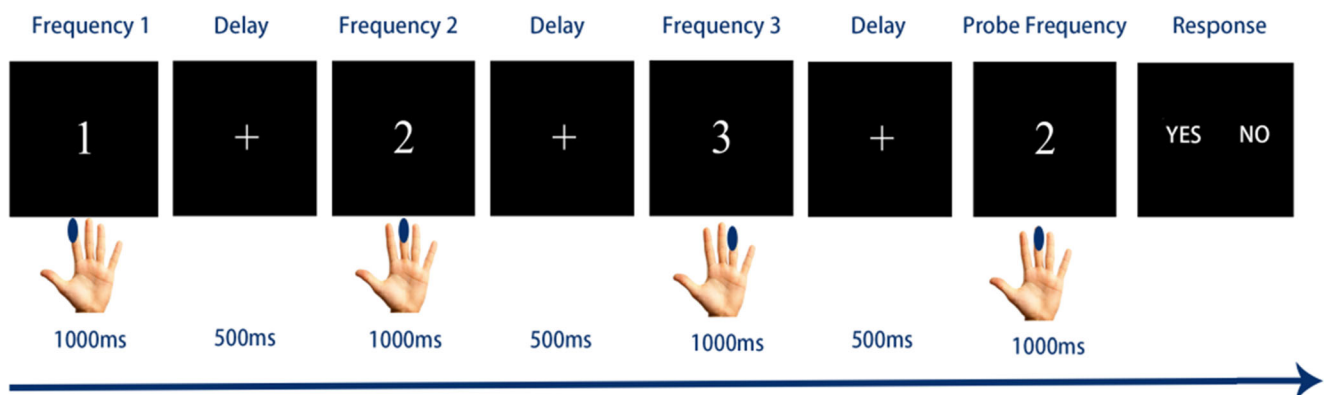 Frequency 1 Delay Frequency 2 Delay Frequency 3 Delay Probe Frequency Response
1 + 2 + 3 + 2 YES NO
1000ms 500ms 1000ms 500ms 1000ms 500ms 1000ms